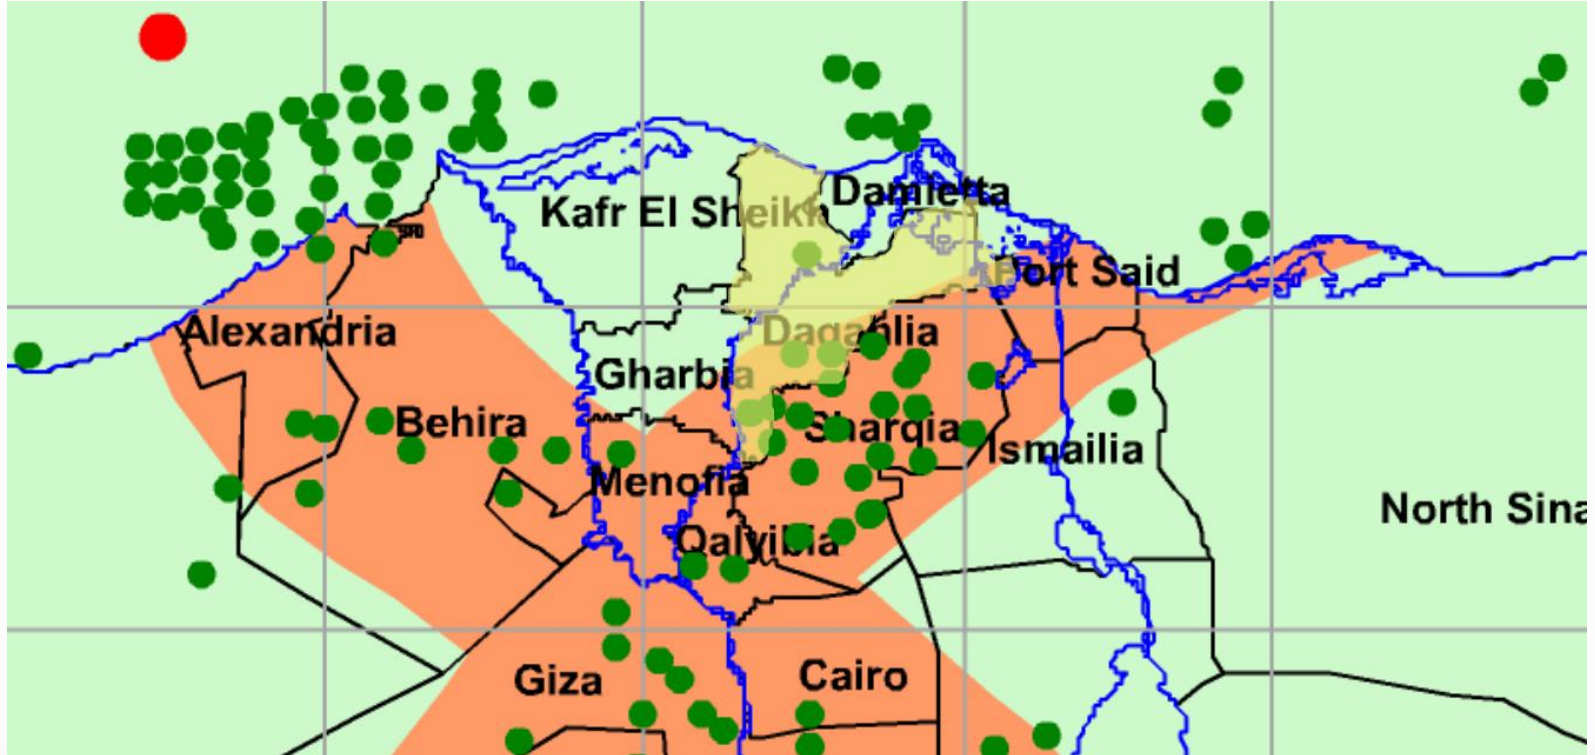 Damietta
Kafr El Sheikh
Port Said
Alexandria
Daqahlia
Gharbia
Behira
Sharqia
Ismailia
Menofia
North Sina
Qalyibia
Giza
Cairo